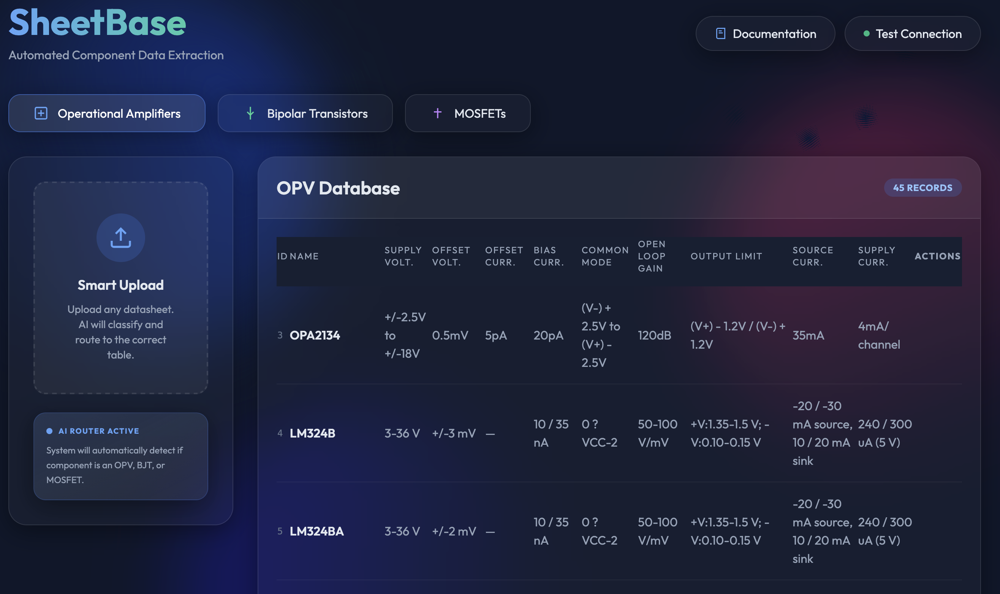 SheetBase
Automated Component Data Extraction
Documentation
Test Connection
Operational Amplifiers
Bipolar Transistors
MOSFETs
Smart Upload
Upload any datasheet.
AI will classify and
route to the correct
table.
AI ROUTER ACTIVE
System will automatically detect if
component is an OPV, BJT, or
MOSFET.
OPV Database
45 RECORDS
ID
NAME
SUPPLY
VOLT.
OFFSET
VOLT.
OFFSET
CURR.
BIAS
CURR.
COMMON
MODE
OPEN
LOOP
GAIN
OUTPUT LIMIT
SOURCE
CURR.
SUPPLY
CURR.
ACTIONS
3
OPA2134
+/-2.5V
to
+/-18V
0.5mV
5pA
20pA
(V-) +
2.5V to
(V+) -
2.5V
120dB
(V+) - 1.2V / (V-) +
1.2V
35mA
4mA/
channel
4
LM324B
3-36 V
+/-3 mV
—
10 / 35
nA
0 ?
VCC-2
50-100
V/mV
+V:1.35-1.5 V; -
V:0.10-0.15 V
-20 / -30
mA source,
10 / 20 mA
sink
240 / 300
uA (5 V)
5
LM324BA
3-36 V
+/-2 mV
—
10 / 35
nA
0 ?
VCC-2
50-100
V/mV
+V:1.35-1.5 V; -
V:0.10-0.15 V
-20 / -30
mA source,
10 / 20 mA
sink
240 / 300
uA (5 V)